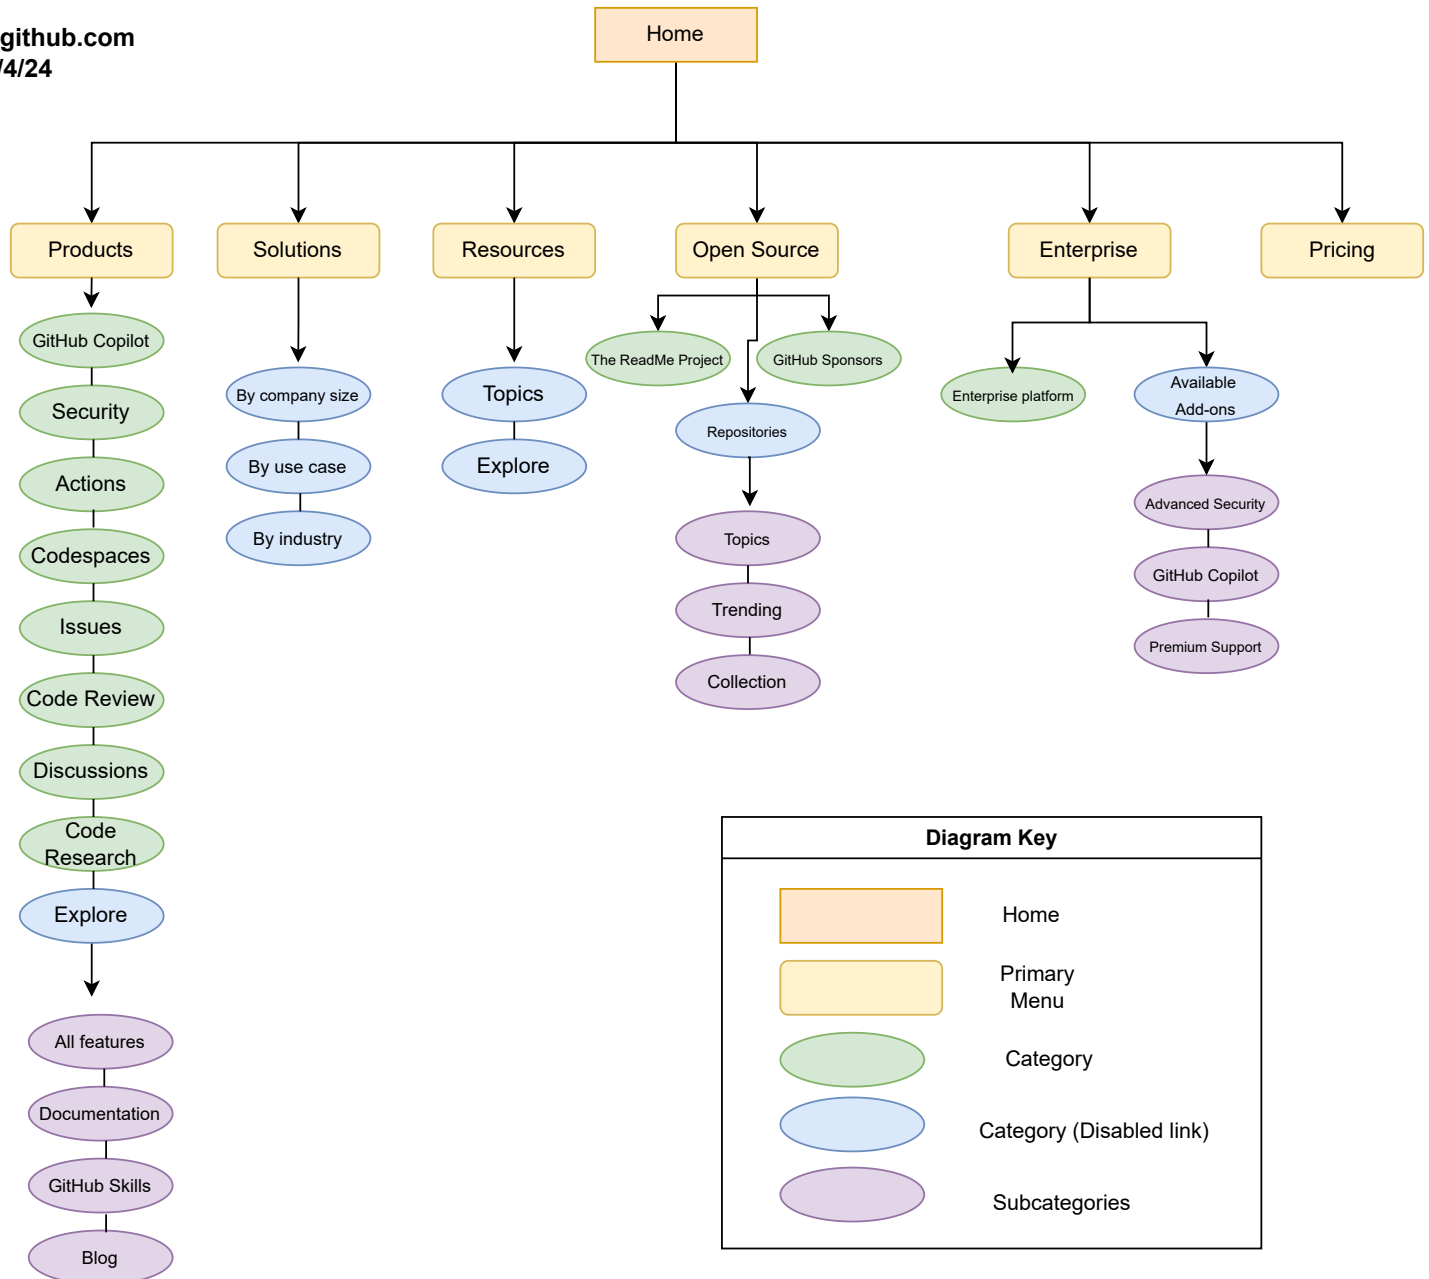 github.com
/4/24
Home
Products
Solutions
Resources
Open Source
Enterprise
Pricing
GitHub Copilot
Security
Actions
Codespaces
Issues
Code Review
Discussions
Code
Research
Explore
All features
Documentation
GitHub Skills
Blog
By company size
By use case
By industry
Topics
Explore
The ReadMe Project
GitHub Sponsors
Repositories
Topics
Trending
Collection
Enterprise platform
Available
Add-ons
Advanced Security
GitHub Copilot
Premium Support
Diagram Key
Home
Primary
Menu
Category
Category (Disabled link)
Subcategories